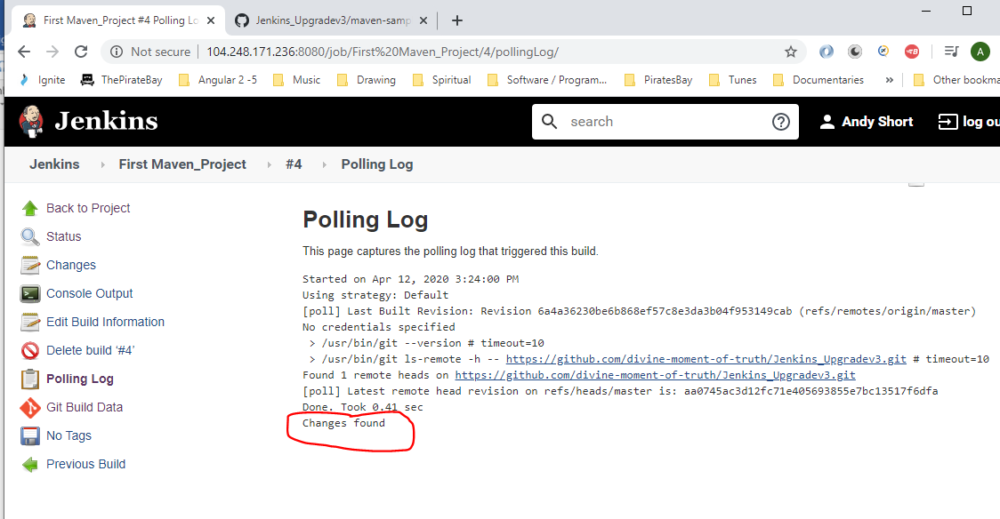 First Maven_Project #4 Polling Lo
Jenkins_Upgradev3/maven-samp
Not secure 104.248.171.236:8080/job/First%20Maven_Project/4/pollingLog/
A
Ignite ThePirateBay Angular 2 -5 Music Drawing Spiritual Software / Program... PiratesBay Tunes Documentaries » Other bookma
Jenkins search Andy Short log ou
Jenkins First Maven_Project #4 Polling Log
Back to Project
Status
Changes
Console Output
Edit Build Information
Delete build ‘#4’
Polling Log
Git Build Data
No Tags
Previous Build
Polling Log
This page captures the polling log that triggered this build.
Started on Apr 12, 2020 3:24:00 PM
Using strategy: Default
[poll] Last Built Revision: Revision 6a4a36230be6b868ef57c8e3da3b04f953149cab (refs/remotes/origin/master)
No credentials specified
> /usr/bin/git --version # timeout=10
> /usr/bin/git ls-remote -h -- https://github.com/divine-moment-of-truth/Jenkins_Upgradev3.git # timeout=10
Found 1 remote heads on https://github.com/divine-moment-of-truth/Jenkins_Upgradev3.git
[poll] Latest remote head revision on refs/heads/master is: aa0745ac3d12fc71e405693855e7bc13517f6dfa
Done. Took 0.41 sec
Changes found